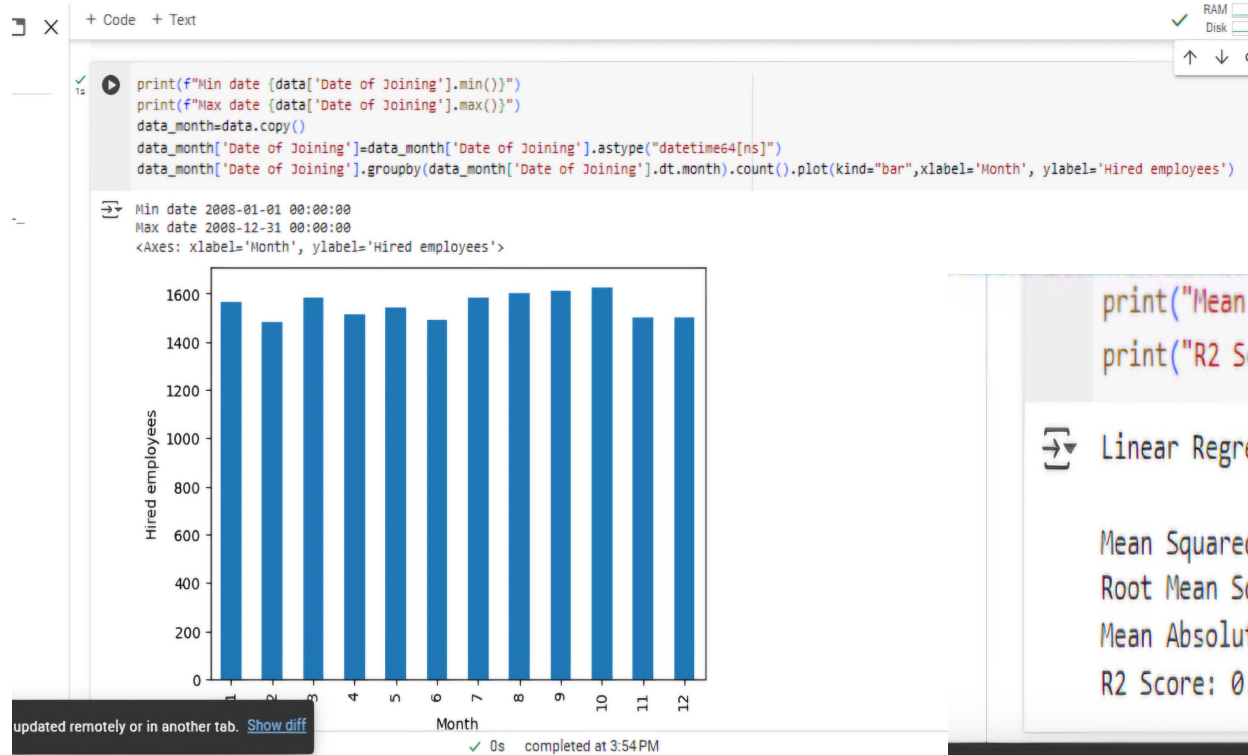 + Code + Text
RAM
Disk
1s
print(f"Min date {data['Date of Joining'].min()}")
print(f"Max date {data['Date of Joining'].max()}")
data_month=data.copy()
data_month['Date of Joining']=data_month['Date of Joining'].astype("datetime64[ns]")
data_month['Date of Joining'].groupby(data_month['Date of Joining'].dt.month).count().plot(kind="bar",xlabel='Month', ylabel='Hired employees')
Min date 2008-01-01 00:00:00
Max date 2008-12-31 00:00:00
<Axes: xlabel='Month', ylabel='Hired employees'>
1600
1400
1200
1000
800
600
400
200
0
Hired employees
1 2 3 4 5 6 7 8 9 10 11 12
Month
updated remotely or in another tab. Show diff
0s completed at 3:54 PM
print("Mean
print("R2 S
Linear Regre
Mean Squared
Root Mean Sq
Mean Absolut
R2 Score: 0